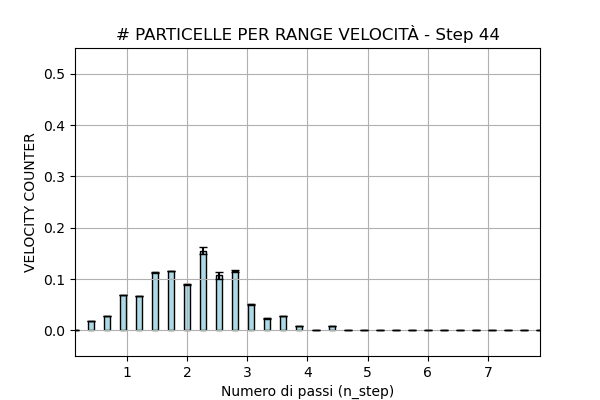 # PARTICELLE PER RANGE VELOCITÀ - Step 44
VELOCITY COUNTER
0.5
0.4
0.3
0.2
0.1
0.0
1 2 3 4 5 6 7
Numero di passi (n_step)